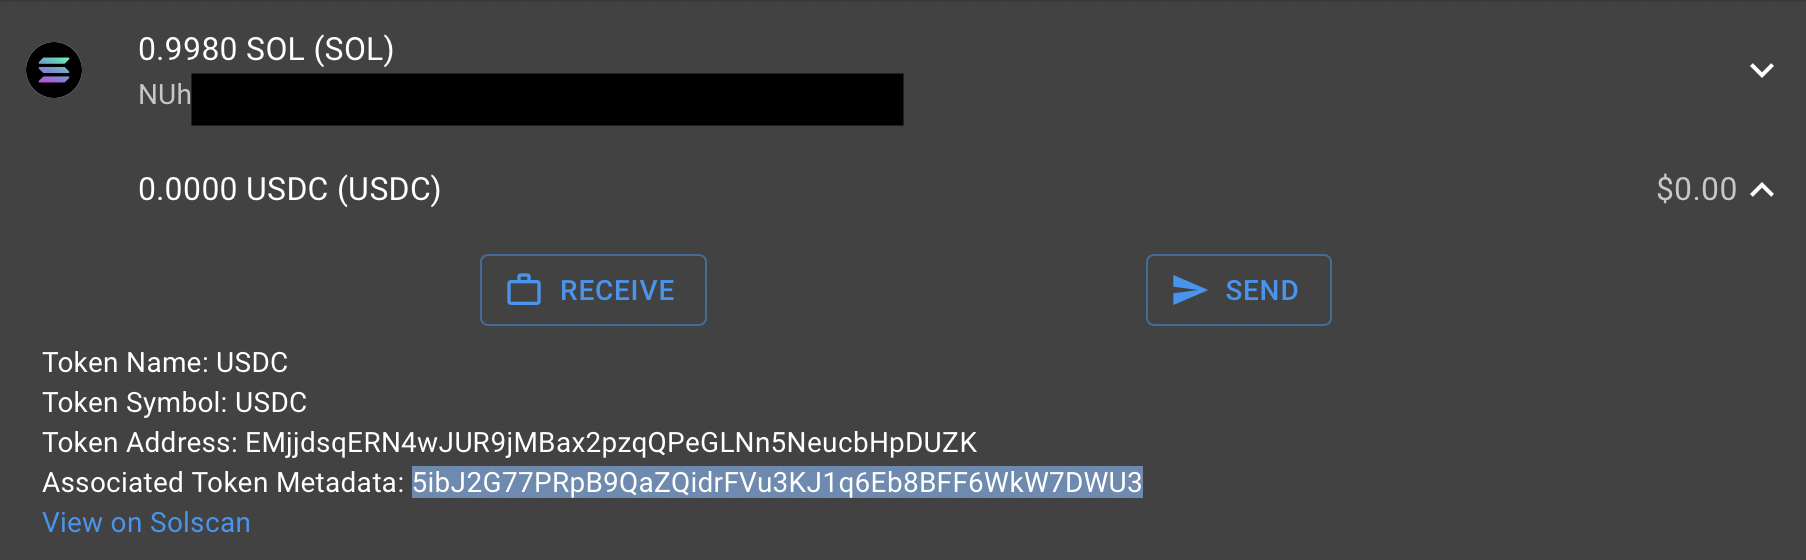 0.9980 SOL (SOL)
NUh
0.0000 USDC (USDC)
$0.00
RECEIVE
SEND
Token Name: USDC
Token Symbol: USDC
Token Address: EMjjdsqERN4wJUR9jMBax2pzqQPeGLNn5NeucbHpDUZK
Associated Token Metadata: 5ibJ2G77PRpB9QaZQidrFVu3KJ1q6Eb8BFF6WkW7DWU3
View on Solscan